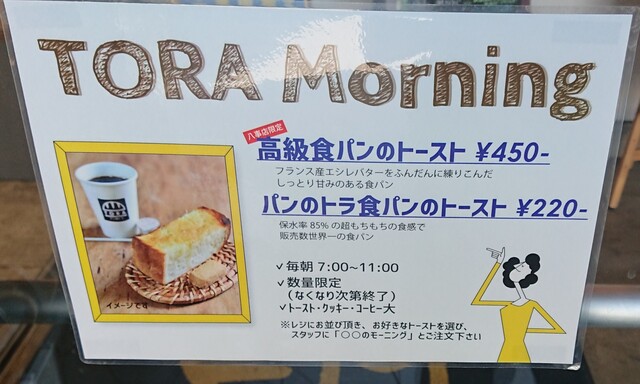 TORA Morning
八事店限定
高級食パンのトースト ¥450-
フランス産エシレバターをふんだんに練りこんだ
しっとり甘みのある食パン
パンのトラ食パンのトースト ¥220-
保水率85%の超もちもちの食感で
販売数世界一の食パン
✓毎朝 7:00~11:00
✓数量限定
(なくなり次第終了)
✓トースト・クッキー・コーヒー大
※レジにお並び頂き、お好きなトーストを選び、
スタッフに「○○のモーニング」とご注文下さい
イメージです